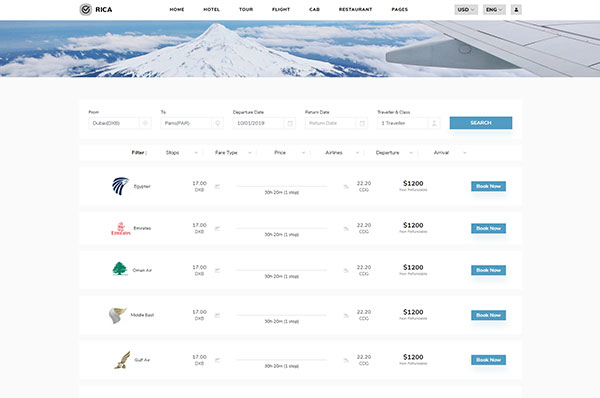 RICA HOME HOTEL TOUR FLIGHT CAB RESTAURANT PAGES USD ENG
From To Departure Date Return Date Traveller & Class
Dubai(DXB) Paris(PAR) 10/01/2019 Return Date 1 Traveller SEARCH
Filter : Stops Fare Type Price Airlines Departure Arrival
Egyptair 17.00 22.20 $1200 Book Now
DXB 30h 20m (1 stop) CDG Non Refundable
Emirates Emirates 17.00 22.20 $1200 Book Now
DXB 30h 20m (1 stop) CDG Non Refundable
Oman Air 17.00 22.20 $1200 Book Now
DXB 30h 20m (1 stop) CDG Non Refundable
Middle East 17.00 22.20 $1200 Book Now
DXB 30h 20m (1 stop) CDG Non Refundable
Gulf Air 17.00 22.20 $1200 Book Now
DXB 30h 20m (1 stop) CDG Non Refundable